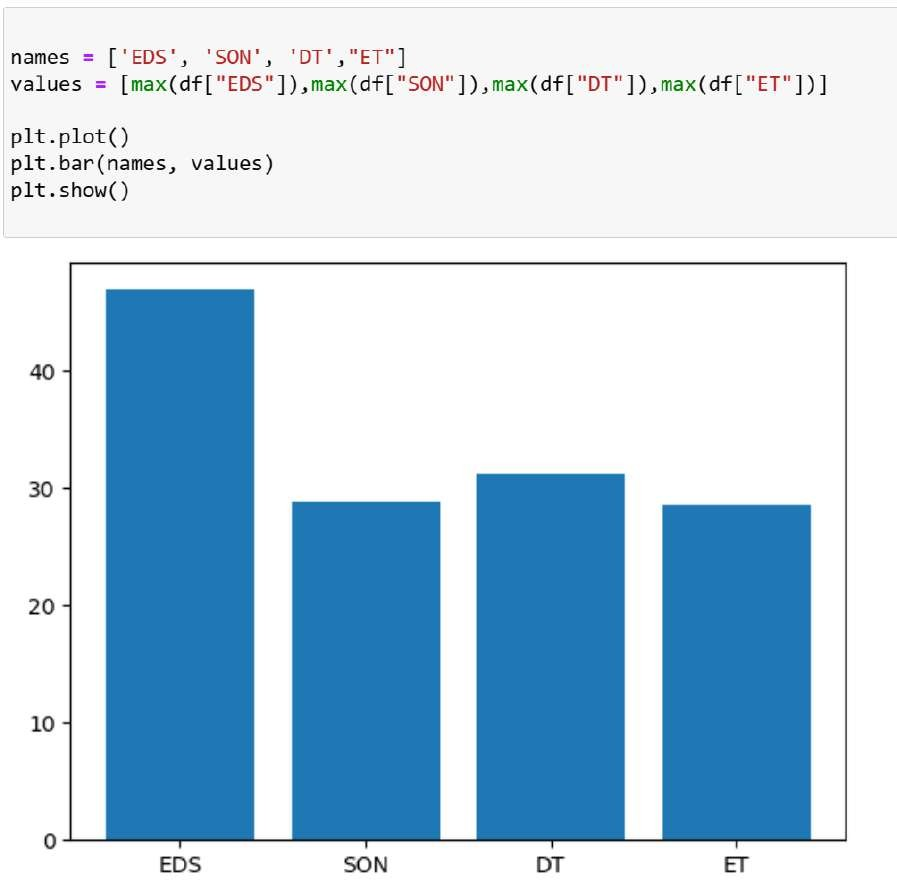 names = ['EDS', 'SON', 'DT',"ET"]
values = [max(df["EDS"]),max(df["SON"]),max(df["DT"]),max(df["ET"])]
plt.plot()
plt.bar(names, values)
plt.show()
40
30
20
10
0
EDS SON DT ET